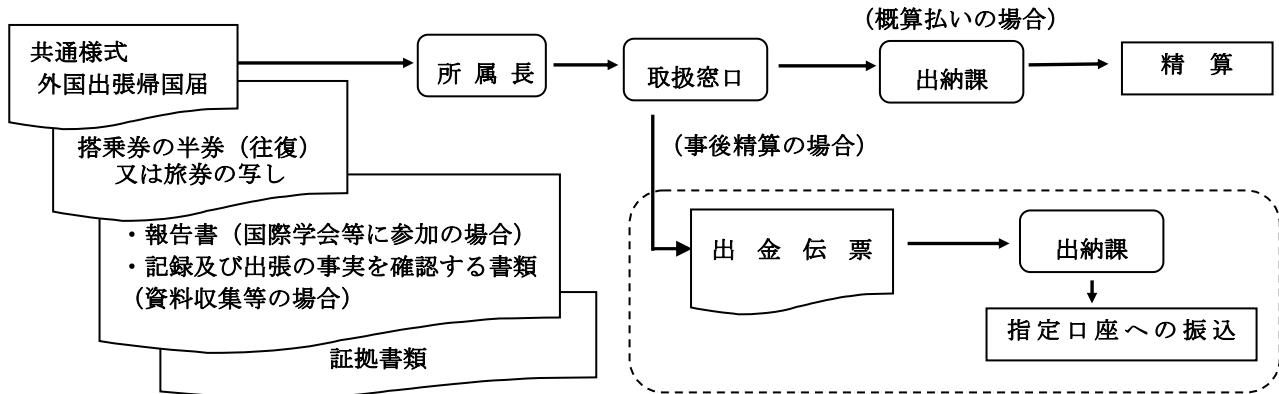 共通様式
外国出張帰国届
所 属 長
取扱窓口
（概算払いの場合）
出納課
精 算
搭乗券の半券（往復）
又は旅券の写し
（事後精算の場合）
・報告書（国際学会等に参加の場合）
・記録及び出張の事実を確認する書類
（資料収集等の場合）
証拠書類
出 金 伝 票
出納課
指定口座への振込